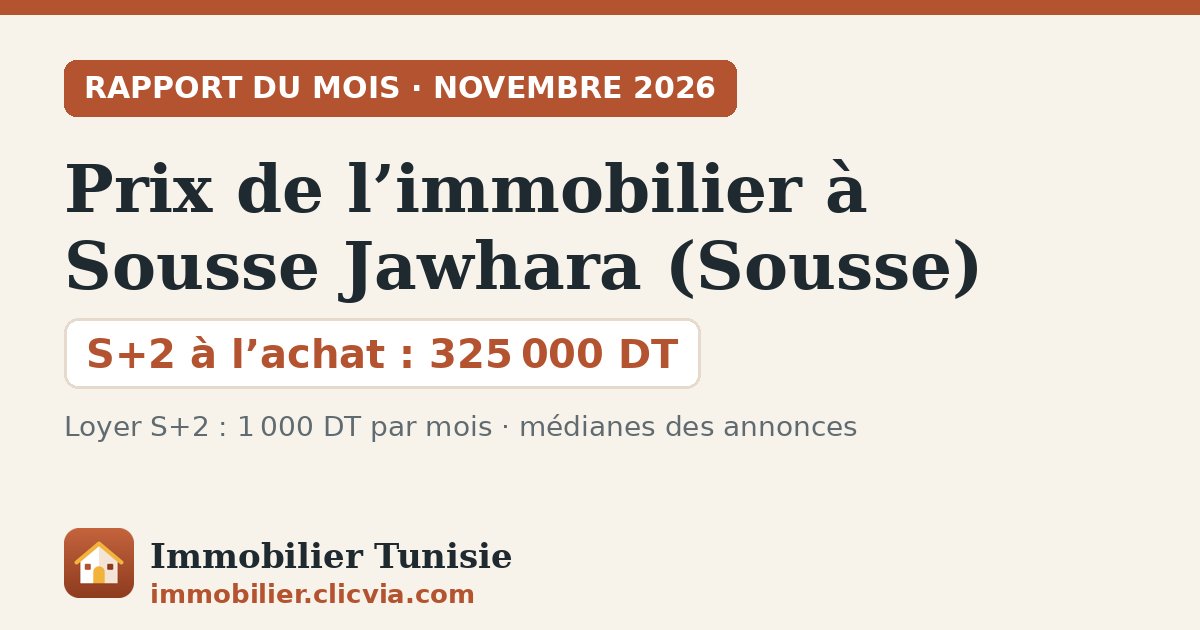 RAPPORT DU MOIS · NOVEMBRE 2026
Prix de l’immobilier à
Sousse Jawhara (Sousse)
S+2 à l’achat : 325 000 DT
Loyer S+2 : 1 000 DT par mois · médianes des annonces
Immobilier Tunisie
immobilier.clicvia.com